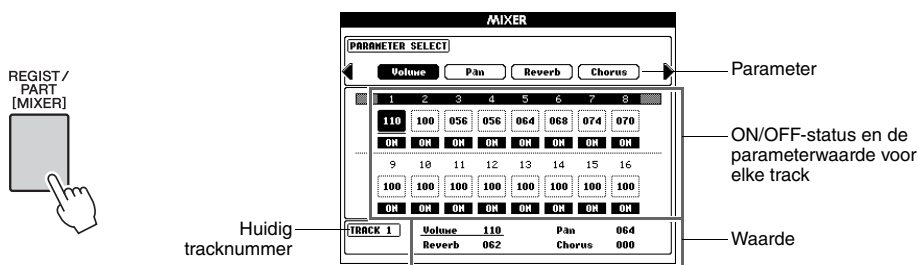 MIXER
PARAMETER SELECT
Volume Pan Reverb Chorus
Parameter
REGIST/
PART
[MIXER]
1 2 3 4 5 6 7 8
110 100 056 056 064 068 074 070
ON ON ON ON ON ON ON ON
ON/OFF-status en de
parameterwaarde voor
elke track
9 10 11 12 13 14 15 16
100 100 100 100 100 100 100 100
ON ON ON ON ON ON ON ON
Huidig
tracknummer
TRACK 1
Volume 110 Pan 064
Reverb 062 Chorus 000
Waarde